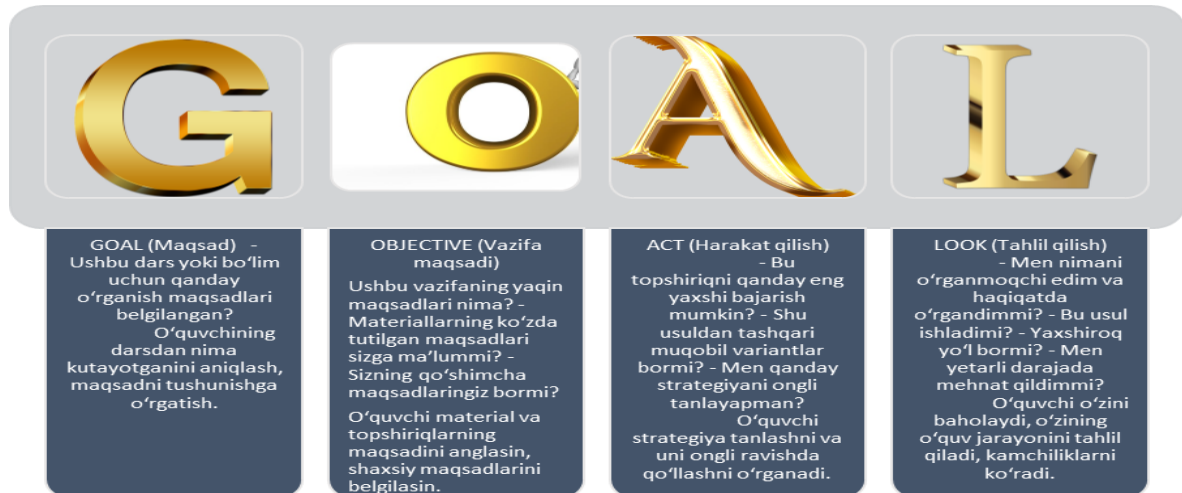 G
O
A
L
GOAL (Maqsad) -
Ushbu dars yoki bo‘lim
uchun qanday
o‘rganish maqsadlari
belgilangan?
O‘quvchining
darsdan nima
kutayotganini aniqlash,
maqsadni tushunishga
o‘rgatish.
OBJECTIVE (Vazifa
maqsadi)
Ushbu vazifaning yaqin
maqsadlari nima? -
Materiallarning ko‘zda
tutilgan maqsadlari
sizga ma’lummi? -
Sizning qo‘shimcha
maqsadlaringiz bormi?
O‘quvchi material va
topshiriqlarning
maqsadini anglasin,
shaxsiy maqsadlarini
belgilasin.
ACT (Harakat qilish)
- Bu
topshiriqni qanday eng
yaxshi bajarish
mumkin? - Shu
usuldan tashqari
muqobil variantlar
bormi? - Men qanday
strategiyani ongli
tanlayapman?
O‘quvchi
strategiya tanlashni va
uni ongli ravishda
qo‘llashni o‘rganadi.
LOOK (Tahlil qilish)
- Men nimani
o‘rganmoqchi edim va
haqiqatda
o‘rgandimmi? - Bu usul
ishladimi? - Yaxshiroq
yo‘l bormi? - Men
yetarli darajada
mehnat qildimmi?
O‘quvchi o‘zini
baholaydi, o‘zining
o‘quv jarayonini tahlil
qiladi, kamchiliklarni
ko‘radi.